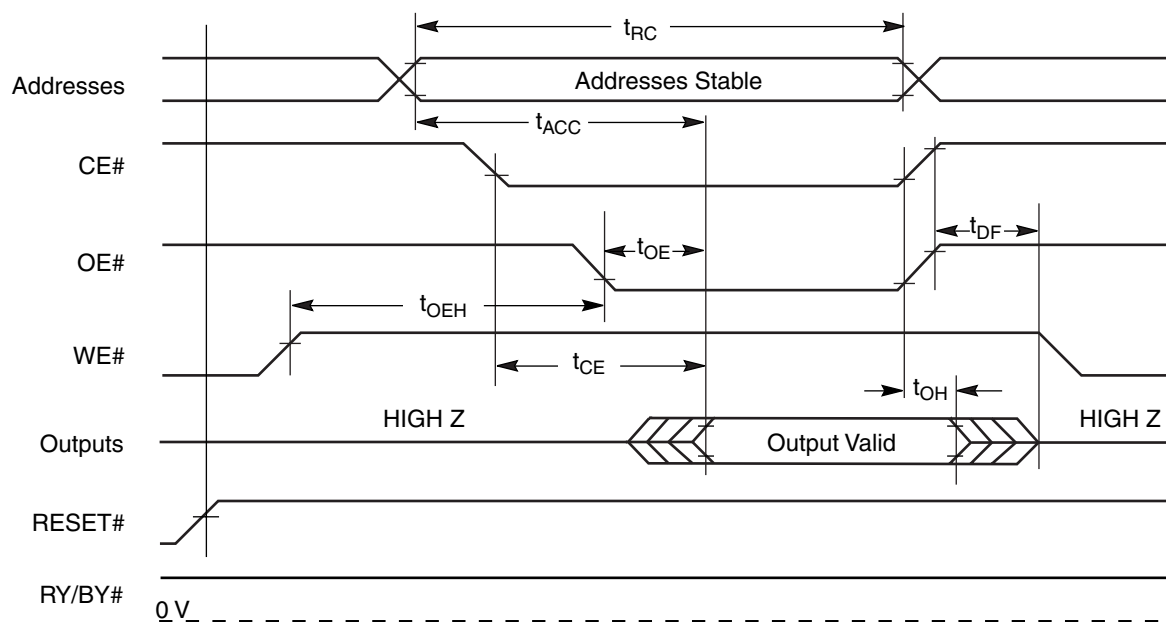 tRC
Addresses
Addresses Stable
tACC
CE#
tOE
tDF
OE#
tOEH
WE#
tCE
tOH
HIGH Z
HIGH Z
Outputs
Output Valid
RESET#
RY/BY#
0 V